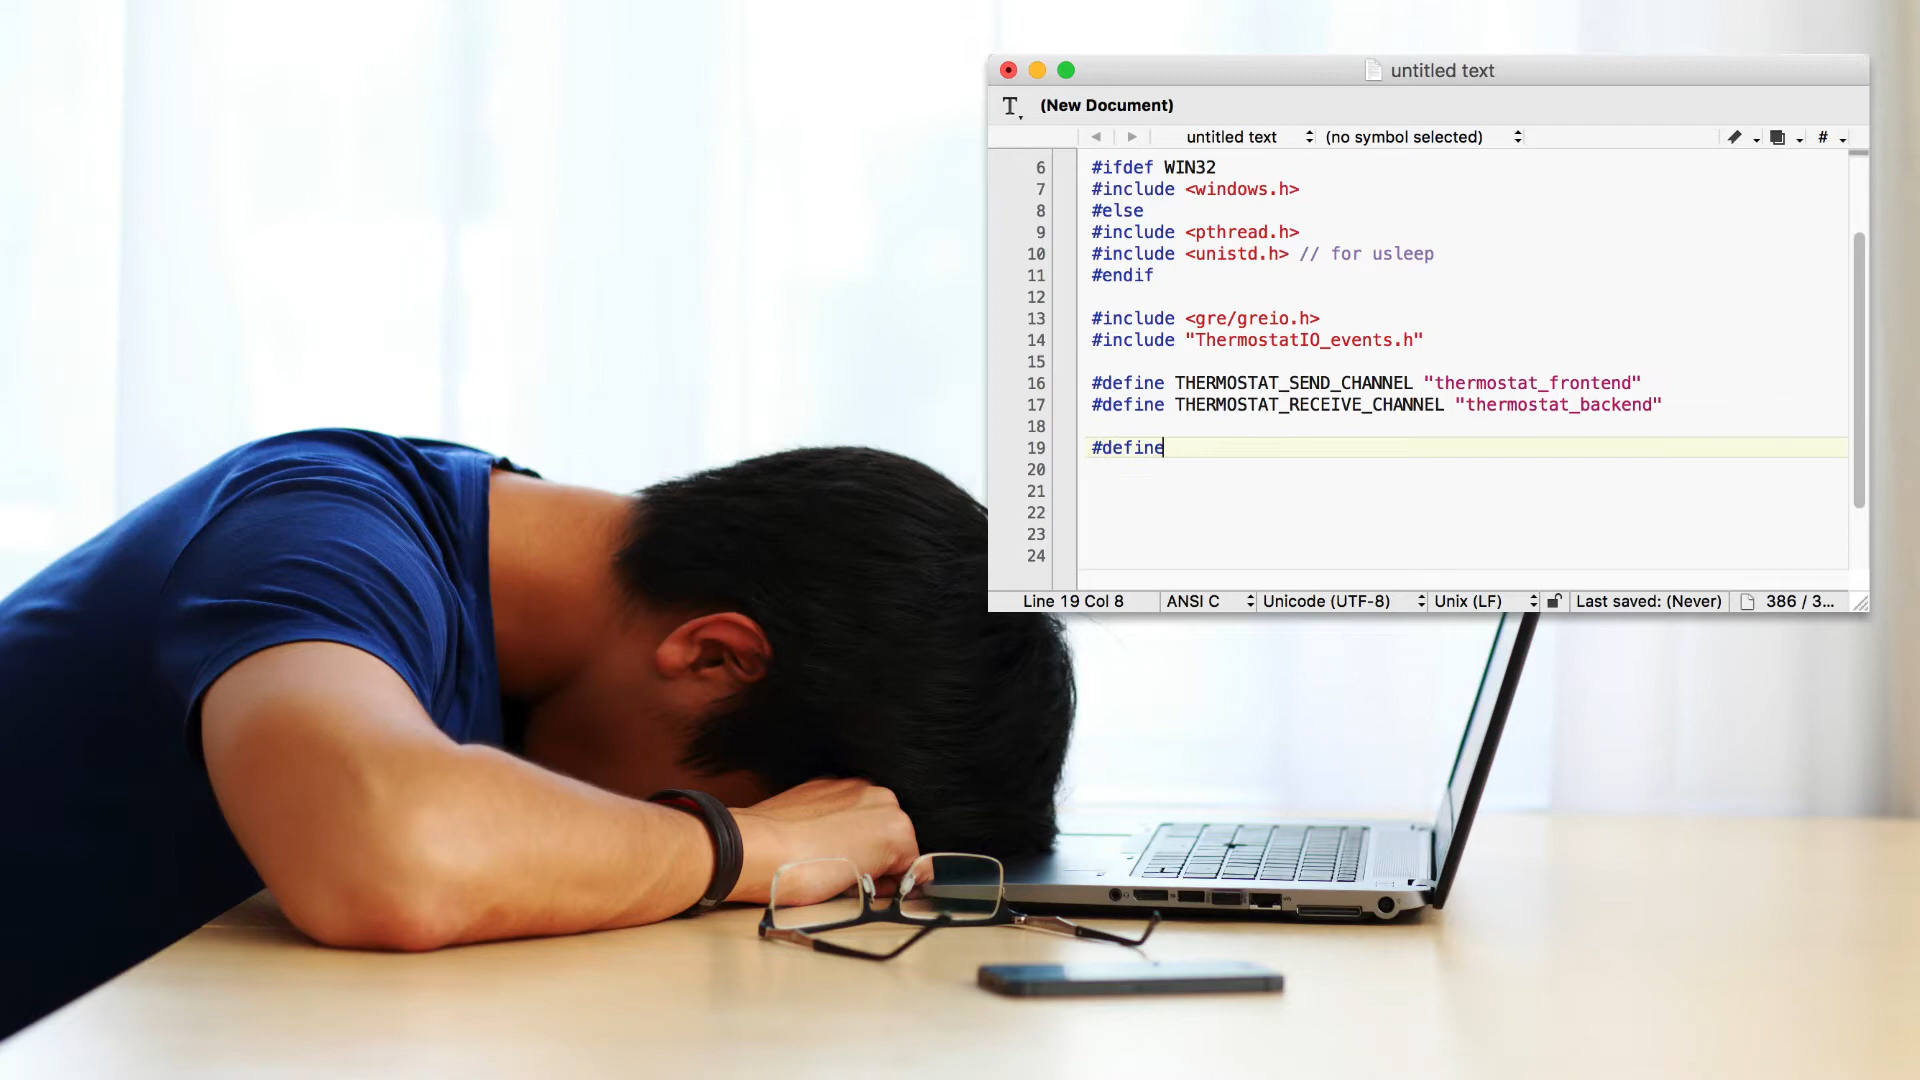 untitled text
(New Document)
untitled text (no symbol selected) #
6 #ifdef WIN32
7 #include <windows.h>
8 #else
9 #include <pthread.h>
10 #include <unistd.h> // for usleep
11 #endif
12
13 #include <gre/greio.h>
14 #include "ThermostatIO_events.h"
15
16 #define THERMOSTAT_SEND_CHANNEL "thermostat_frontend"
17 #define THERMOSTAT_RECEIVE_CHANNEL "thermostat_backend"
18
19 #define
20
21
22
23
24
Line 19 Col 8 ANSI C Unicode (UTF-8) Unix (LF) Last saved: (Never) 386 / 3...